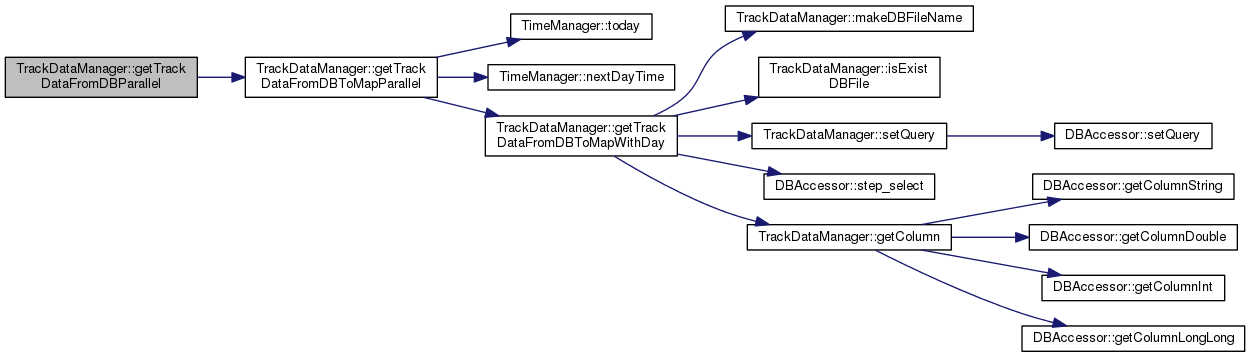 TrackDataManager::getTrack
DataFromDBParallel
TrackDataManager::getTrack
DataFromDBToMapParallel
TimeManager::today
TimeManager::nextDayTime
TrackDataManager::getTrack
DataFromDBToMapWithDay
TrackDataManager::makeDBFileName
TrackDataManager::isExist
DBFile
TrackDataManager::setQuery
DBAccessor::setQuery
DBAccessor::step_select
TrackDataManager::getColumn
DBAccessor::getColumnString
DBAccessor::getColumnDouble
DBAccessor::getColumnInt
DBAccessor::getColumnLongLong